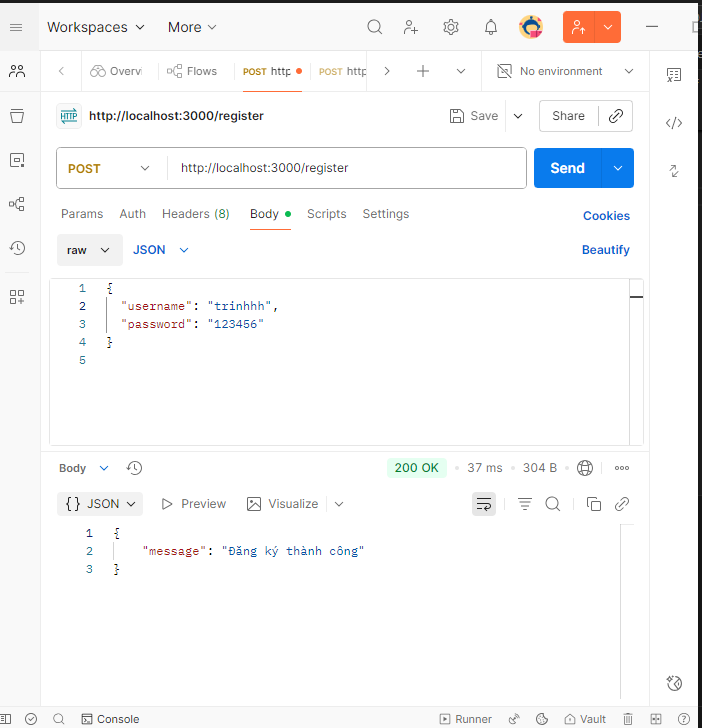 Workspaces More
Overvi Flows POST http POST http No environment
HTTP http://localhost:3000/register Save Share
POST http://localhost:3000/register Send
Params Auth Headers (8) Body Scripts Settings Cookies
raw JSON Beautify
1 {
2 "username": "trinhhh",
3 "password": "123456"
4 }
5
Body 200 OK • 37 ms • 304 B •
{} JSON Preview Visualize
1 {
2 "message": "Đăng ký thành công"
3 }
Console Runner Vault